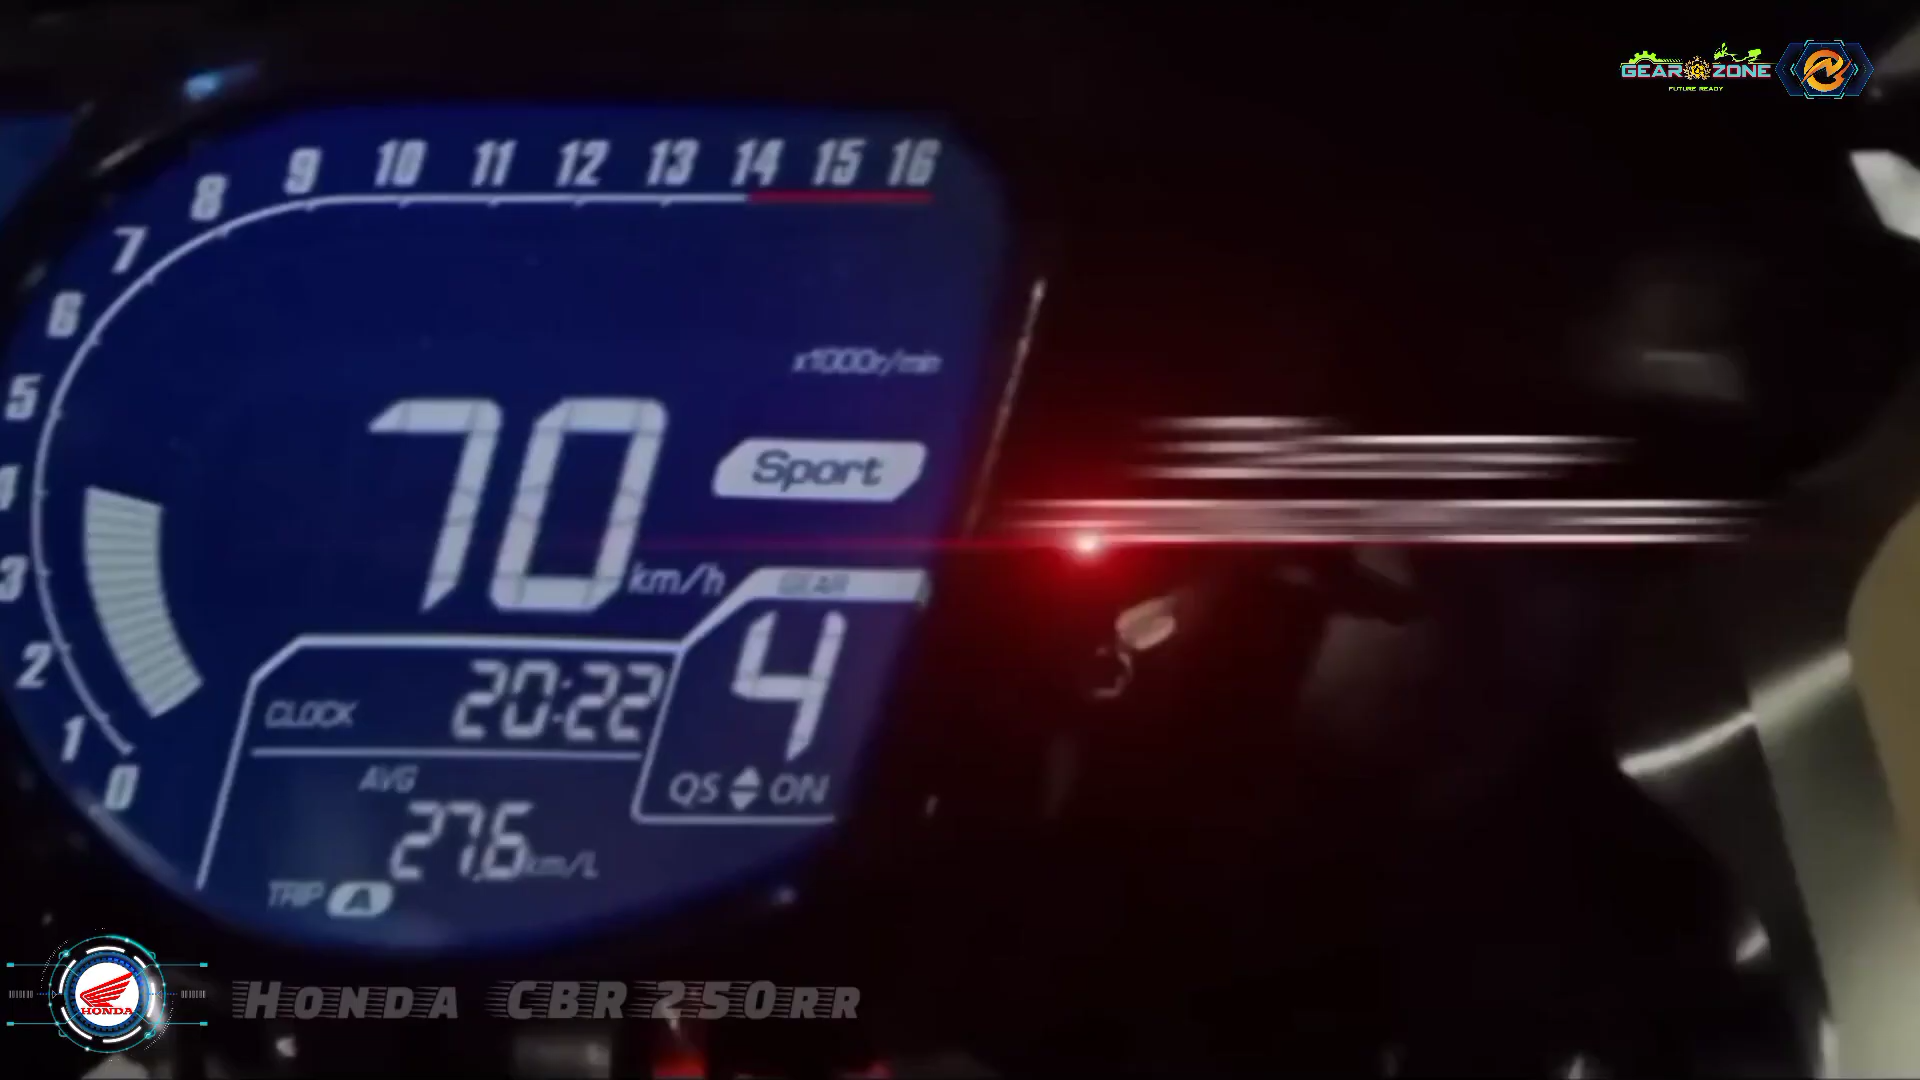 GEAR ZONE
FUTURE READY
8 9 10 11 12 13 14 15 16
7
6
5
4
3
2
1
0
x1000r/min
70 km/h
Sport
GEAR
4
CLOCK 20:22
QS ON
AVG
27.6 km/L
TRIP A
HONDA
HONDA CBR 250RR